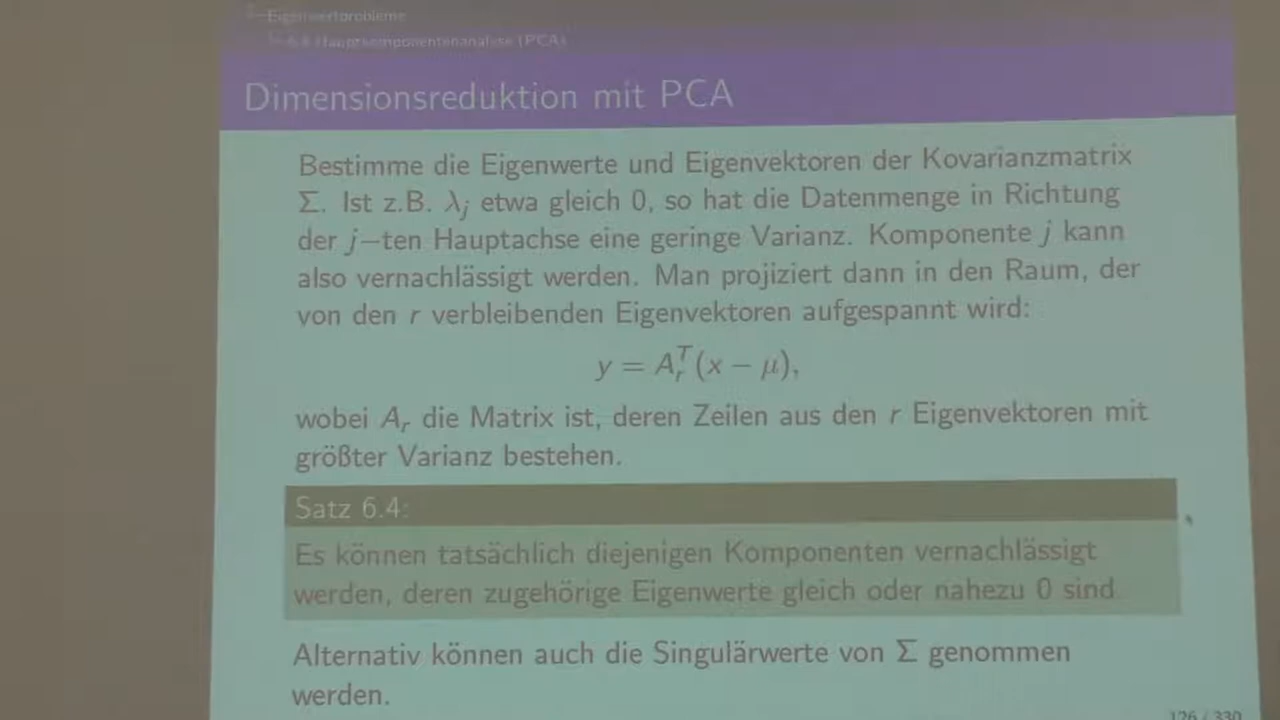 Eigenwertprobleme
6.4 Hauptkomponentenanalyse (PCA)
Dimensionsreduktion mit PCA
Bestimme die Eigenwerte und Eigenvektoren der Kovarianzmatrix
Σ. Ist z.B. λⱼ etwa gleich 0, so hat die Datenmenge in Richtung
der j−ten Hauptachse eine geringe Varianz. Komponente j kann
also vernachlässigt werden. Man projiziert dann in den Raum, der
von den r verbleibenden Eigenvektoren aufgespannt wird:
y = Aᵣᵀ(x − μ),
wobei Aᵣ die Matrix ist, deren Zeilen aus den r Eigenvektoren mit
größter Varianz bestehen.
Satz 6.4:
Es können tatsächlich diejenigen Komponenten vernachlässigt
werden, deren zugehörige Eigenwerte gleich oder nahezu 0 sind
Alternativ können auch die Singulärwerte von Σ genommen
werden.
126 / 330